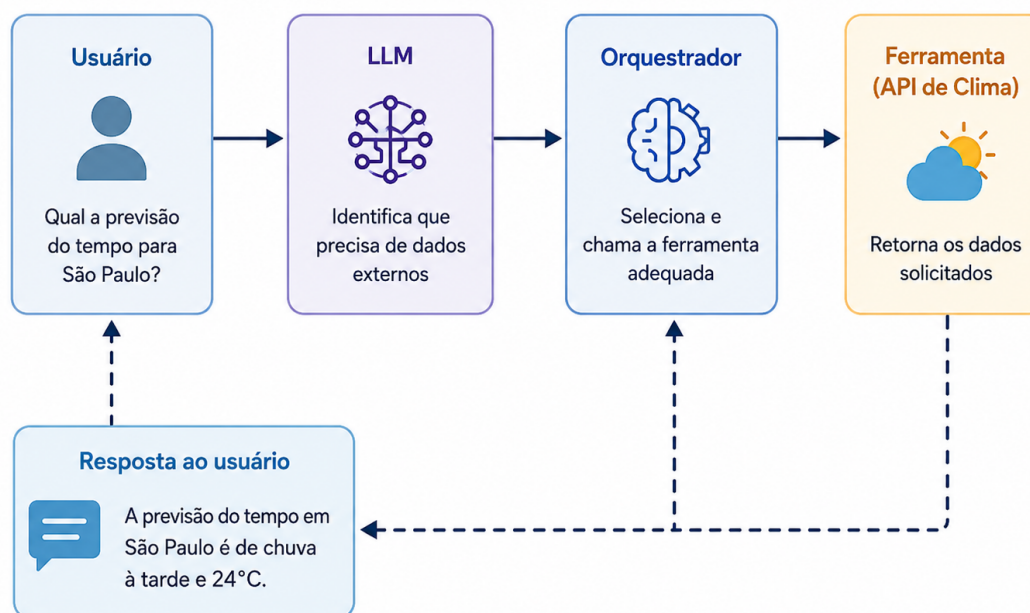 Usuário
Qual a previsão
do tempo para
São Paulo?
LLM
Identifica que
precisa de dados
externos
Orquestrador
Seleciona e
chama a ferramenta
adequada
Ferramenta
(API de Clima)
Retorna os dados
solicitados
Resposta ao usuário
A previsão do tempo em
São Paulo é de chuva
à tarde e 24°C.